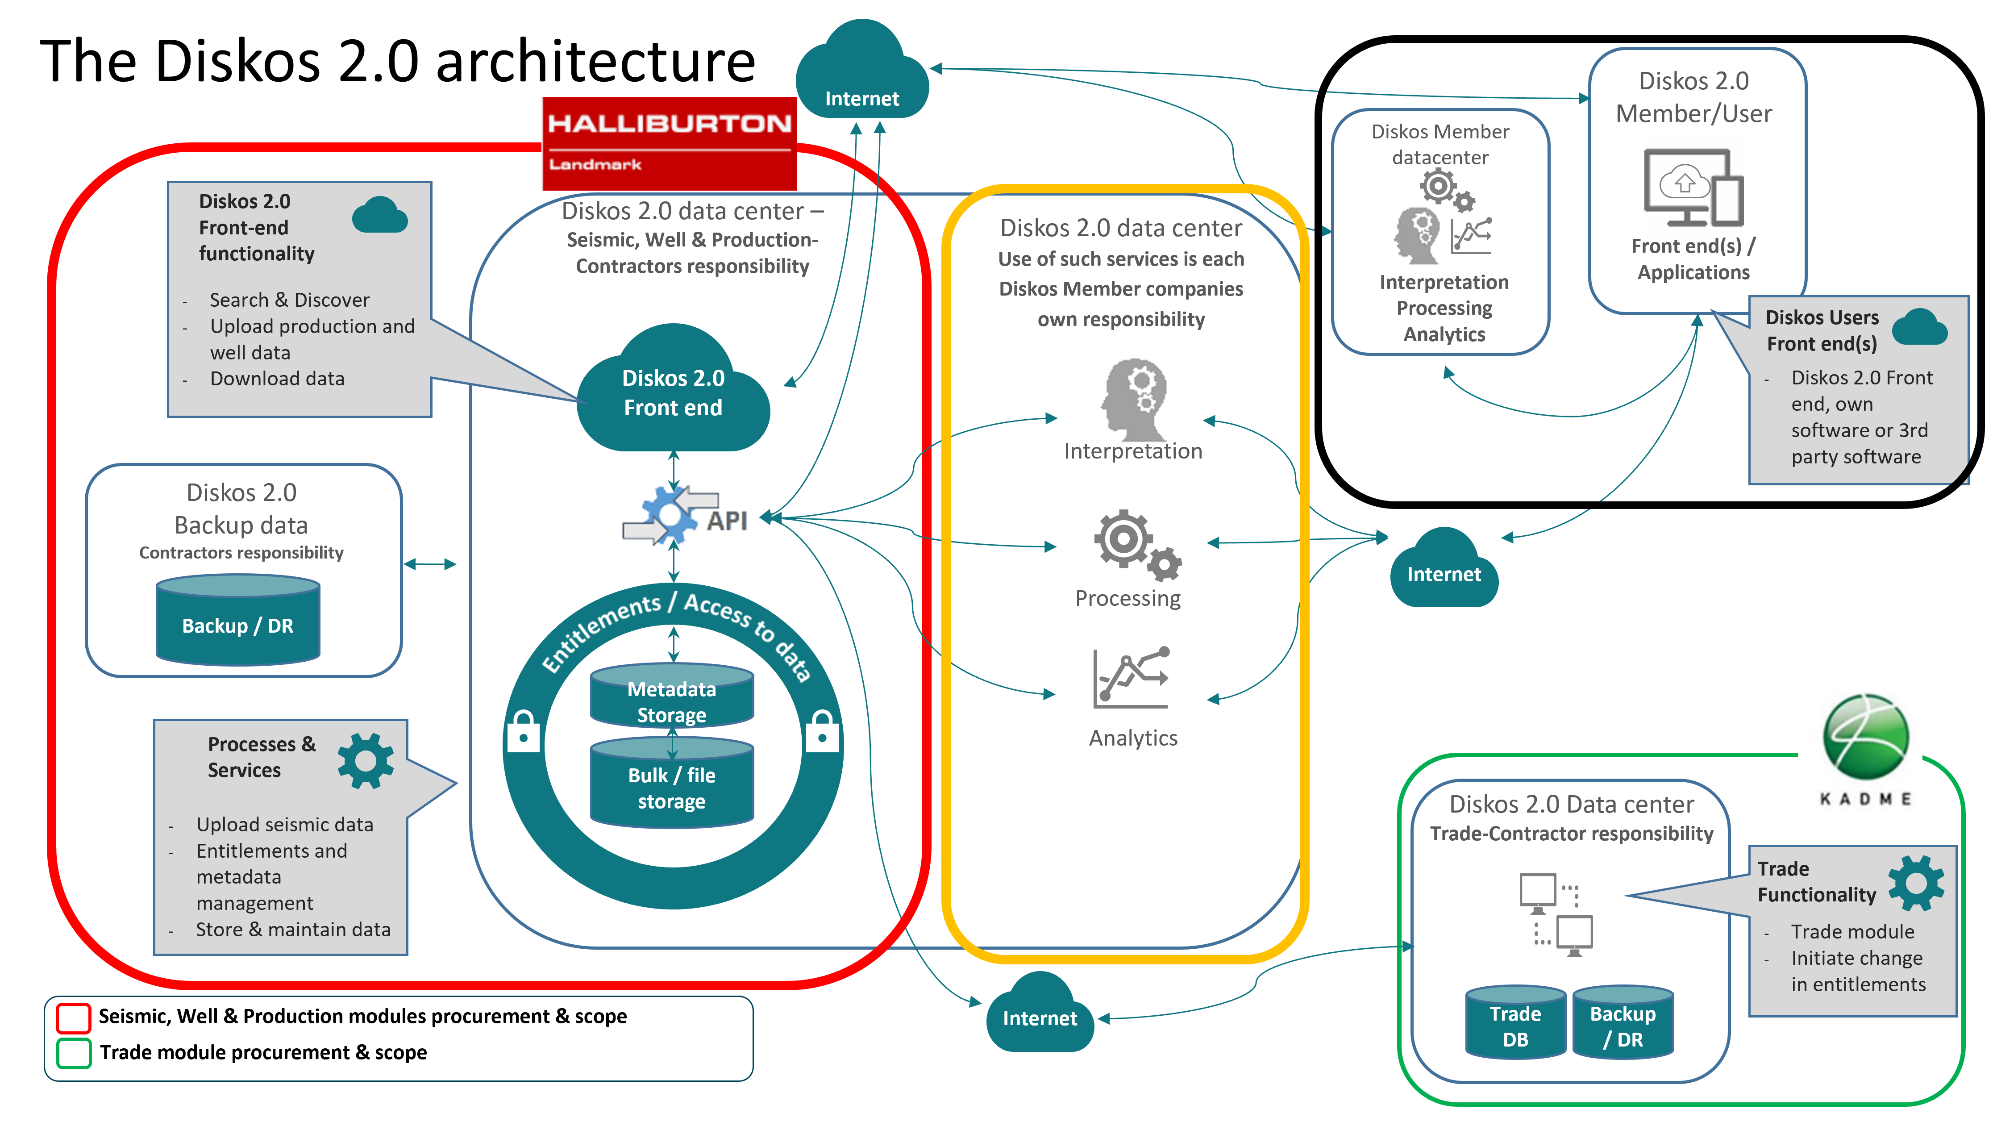 The Diskos 2.0 architecture
Internet
HALLIBURTON
Landmark
Diskos 2.0
Front-end
functionality
- Search & Discover
- Upload production and
well data
- Download data
Diskos 2.0
Backup data
Contractors responsibility
Backup / DR
Processes &
Services
- Upload seismic data
- Entitlements and
metadata
management
- Store & maintain data
Diskos 2.0 data center –
Seismic, Well & Production-
Contractors responsibility
Diskos 2.0
Front end
API
Entitlements / Access to data
Metadata
Storage
Bulk / file
storage
Diskos 2.0 data center
Use of such services is each
Diskos Member companies
own responsibility
Interpretation
Processing
Analytics
Diskos Member
datacenter
Interpretation
Processing
Analytics
Diskos 2.0
Member/User
Front end(s) /
Applications
Diskos Users
Front end(s)
- Diskos 2.0 Front
end, own
software or 3rd
party software
Internet
KADME
Diskos 2.0 Data center
Trade-Contractor responsibility
Trade
DB
Backup
/ DR
Trade
Functionality
- Trade module
- Initiate change
in entitlements
Internet
Seismic, Well & Production modules procurement & scope
Trade module procurement & scope